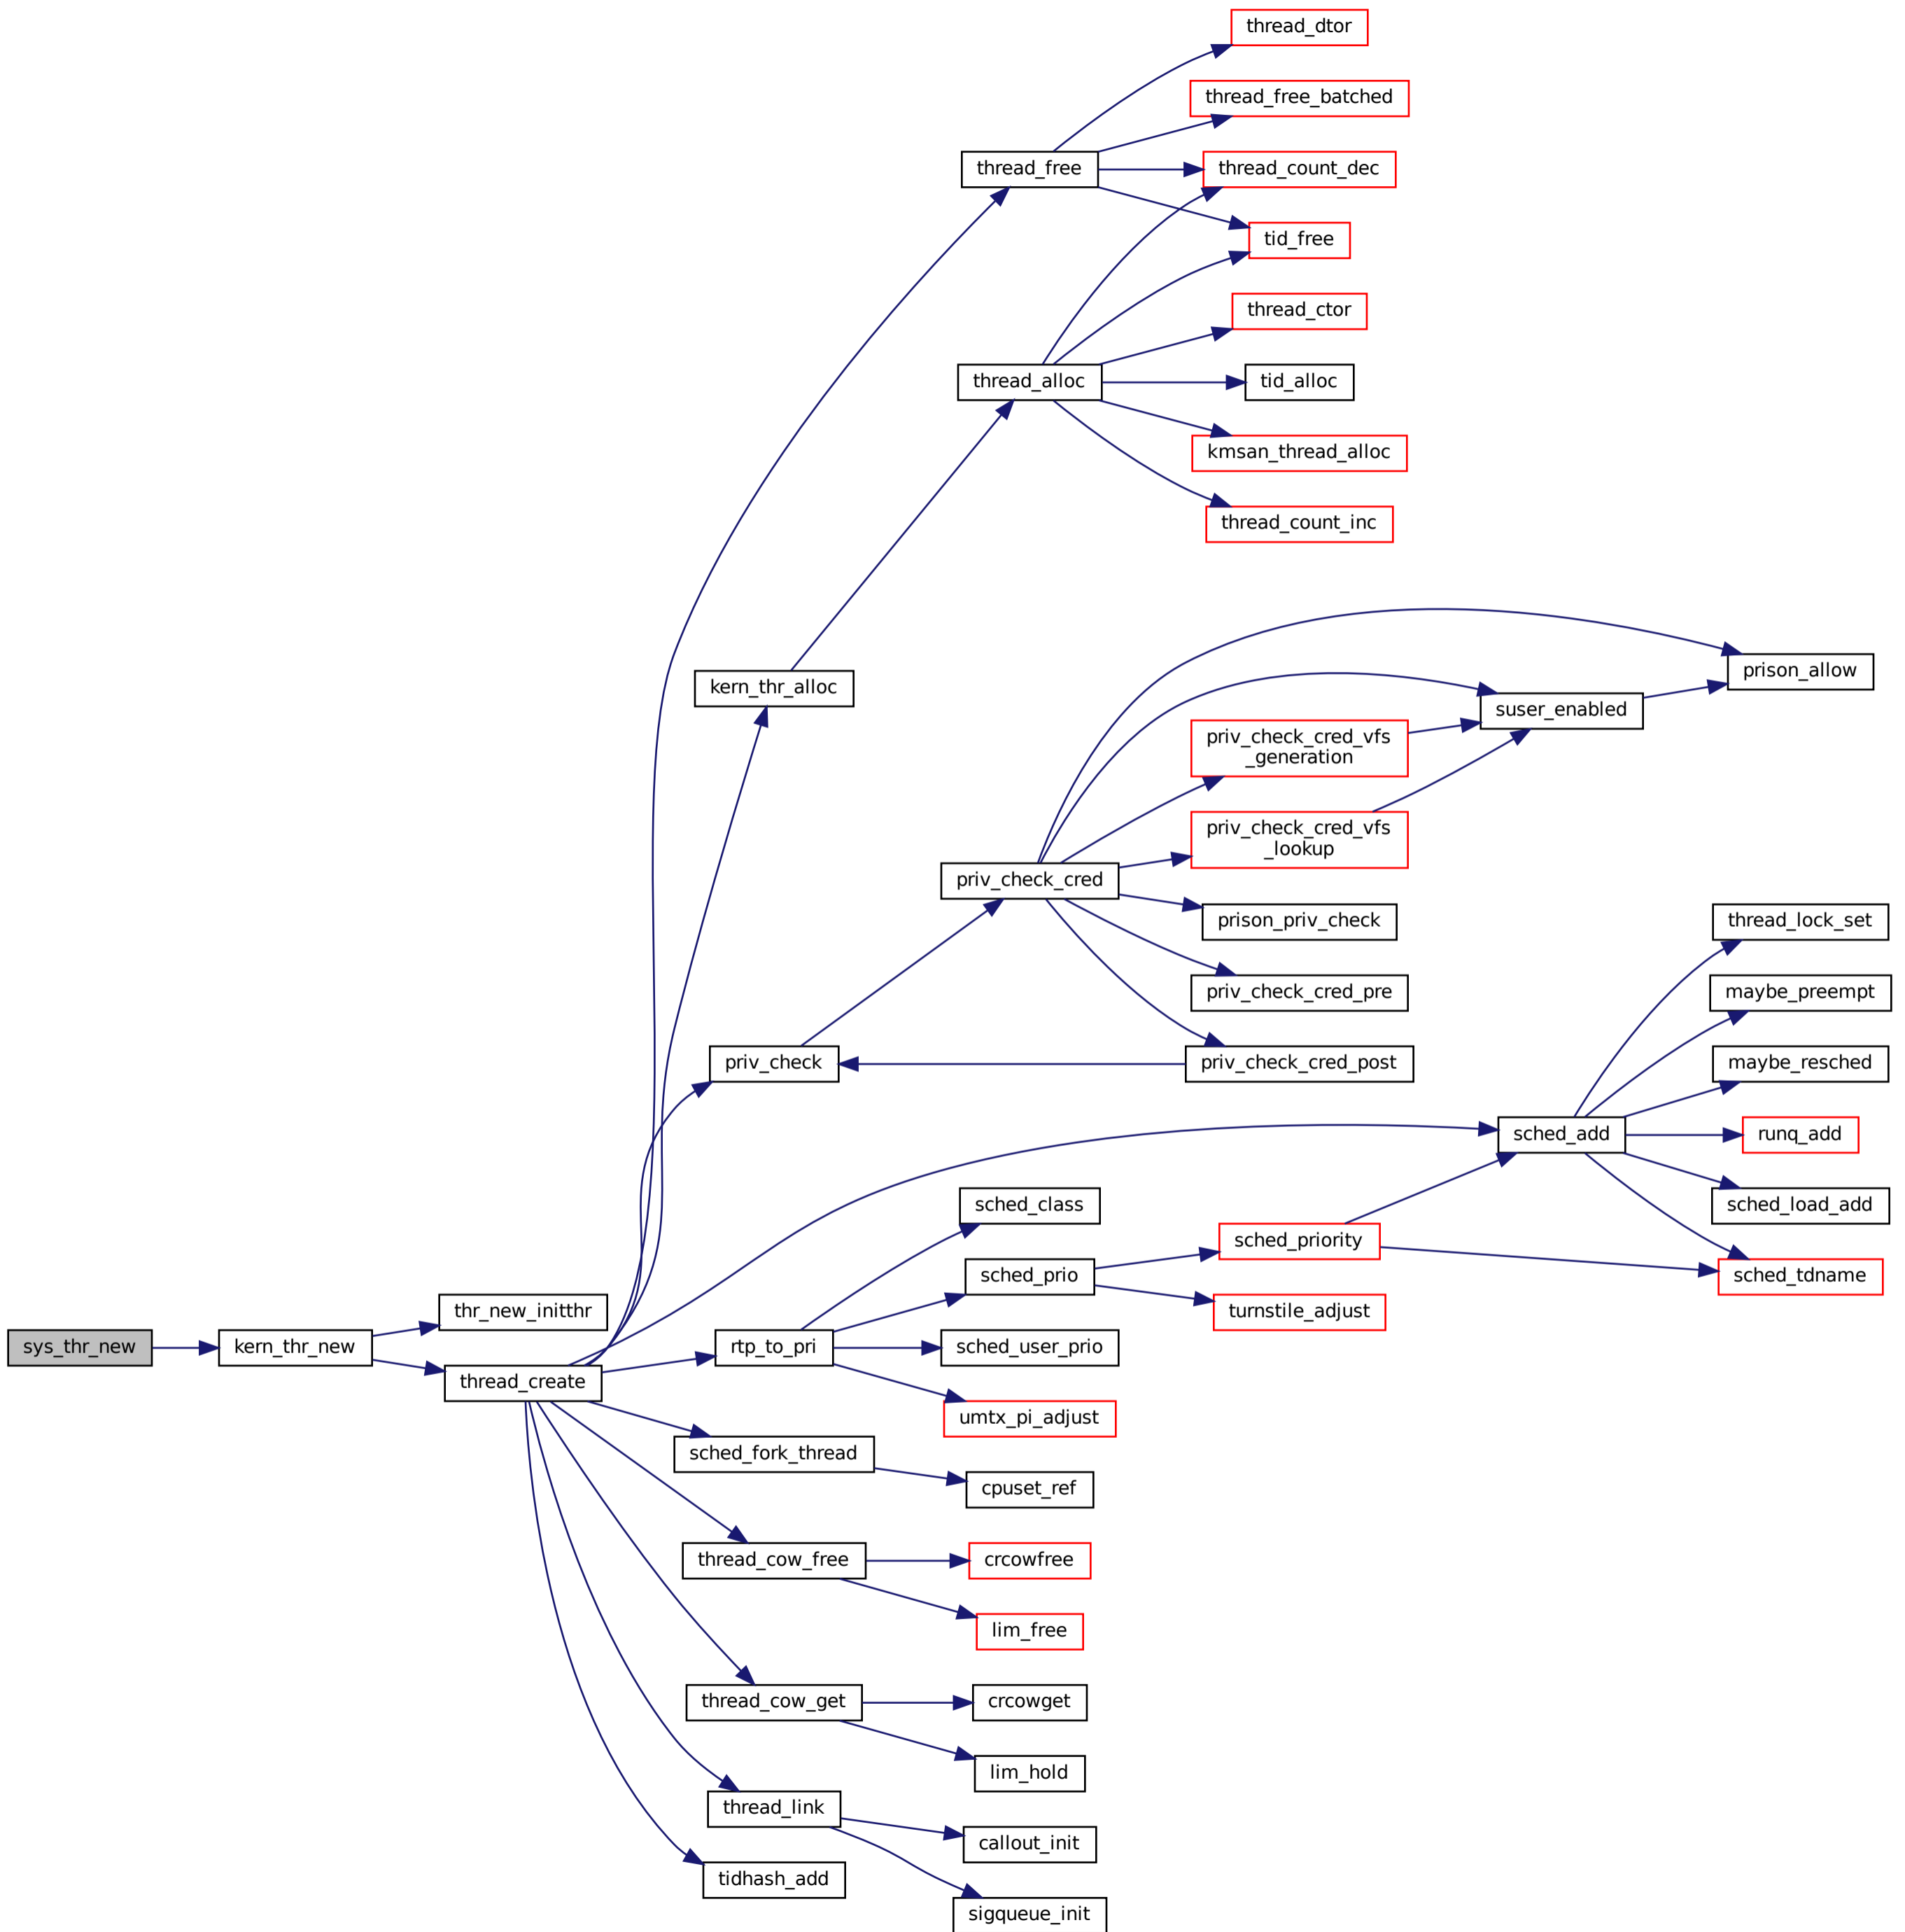 thread_dtor
thread_free_batched
thread_free
thread_count_dec
tid_free
thread_ctor
thread_alloc
tid_alloc
kmsan_thread_alloc
thread_count_inc
kern_thr_alloc
prison_allow
suser_enabled
priv_check_cred_vfs
_generation
priv_check_cred_vfs
_lookup
priv_check_cred
prison_priv_check
thread_lock_set
priv_check_cred_pre
maybe_preempt
priv_check
priv_check_cred_post
maybe_resched
sched_add
runq_add
sched_class
sched_load_add
sched_priority
sched_prio
sched_tdname
thr_new_initthr
turnstile_adjust
sys_thr_new
kern_thr_new
rtp_to_pri
sched_user_prio
thread_create
umtx_pi_adjust
sched_fork_thread
cpuset_ref
thread_cow_free
crcowfree
lim_free
thread_cow_get
crcowget
lim_hold
thread_link
callout_init
tidhash_add
sigqueue_init